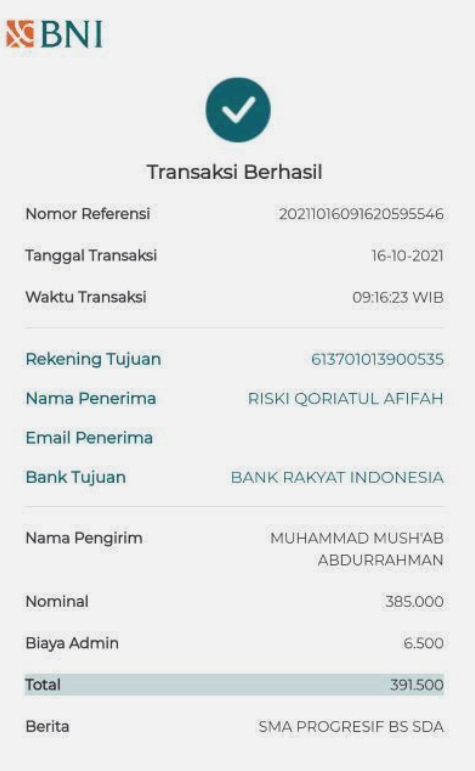 BNI
Transaksi Berhasil
Nomor Referensi 20211016091620595546
Tanggal Transaksi 16-10-2021
Waktu Transaksi 09:16:23 WIB
Rekening Tujuan 613701013900535
Nama Penerima RISKI QORIATUL AFIFAH
Email Penerima
Bank Tujuan BANK RAKYAT INDONESIA
Nama Pengirim MUHAMMAD MUSH'AB
ABDURRAHMAN
Nominal 385.000
Biaya Admin 6.500
Total 391.500
Berita SMA PROGRESIF BS SDA